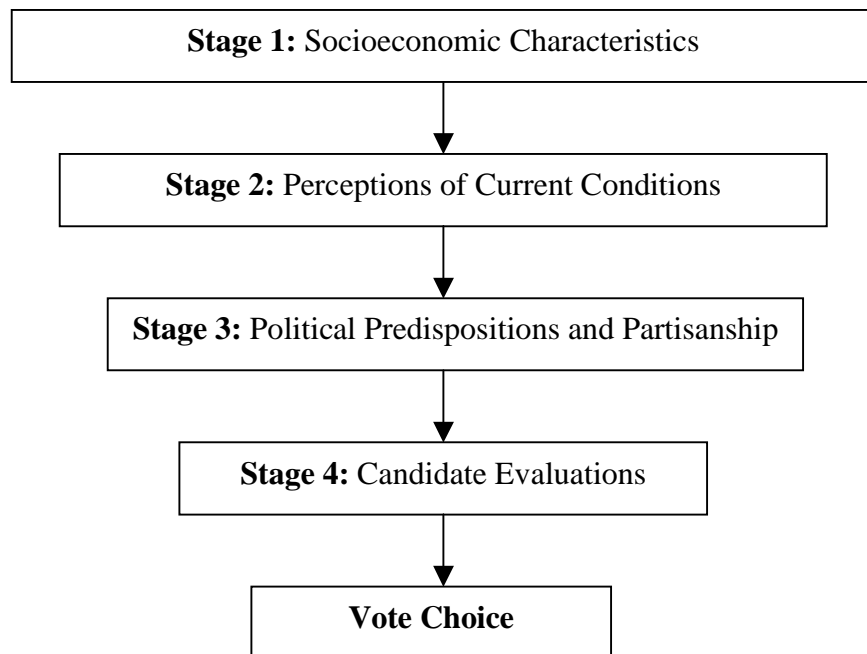 Stage 1: Socioeconomic Characteristics
Stage 2: Perceptions of Current Conditions
Stage 3: Political Predispositions and Partisanship
Stage 4: Candidate Evaluations
Vote Choice